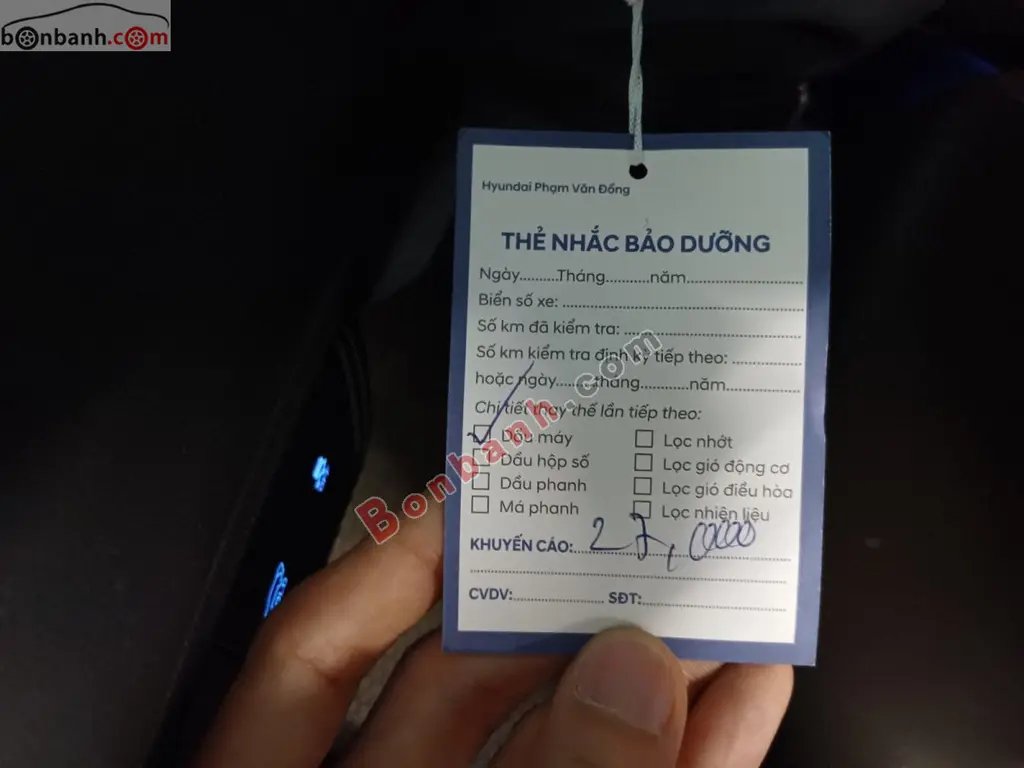 bonbanh.com
Hyundai Phạm Văn Đồng
THẺ NHẮC BẢO DƯỠNG
Ngày..........Tháng...........năm..............................
Biển số xe: ................................................................
Số km đã kiểm tra: ...............................................
Số km kiểm tra định kỳ tiếp theo: ..................
hoặc ngày..........tháng............năm...................
Chi tiết thay thế lần tiếp theo:
☑ Dầu máy ☐ Lọc nhớt
☐ Dầu hộp số ☐ Lọc gió động cơ
☐ Dầu phanh ☐ Lọc gió điều hòa
☐ Má phanh ☐ Lọc nhiên liệu
KHUYẾN CÁO: 27,
CVDV:....................... SĐT:...................................
Bonbanh.com